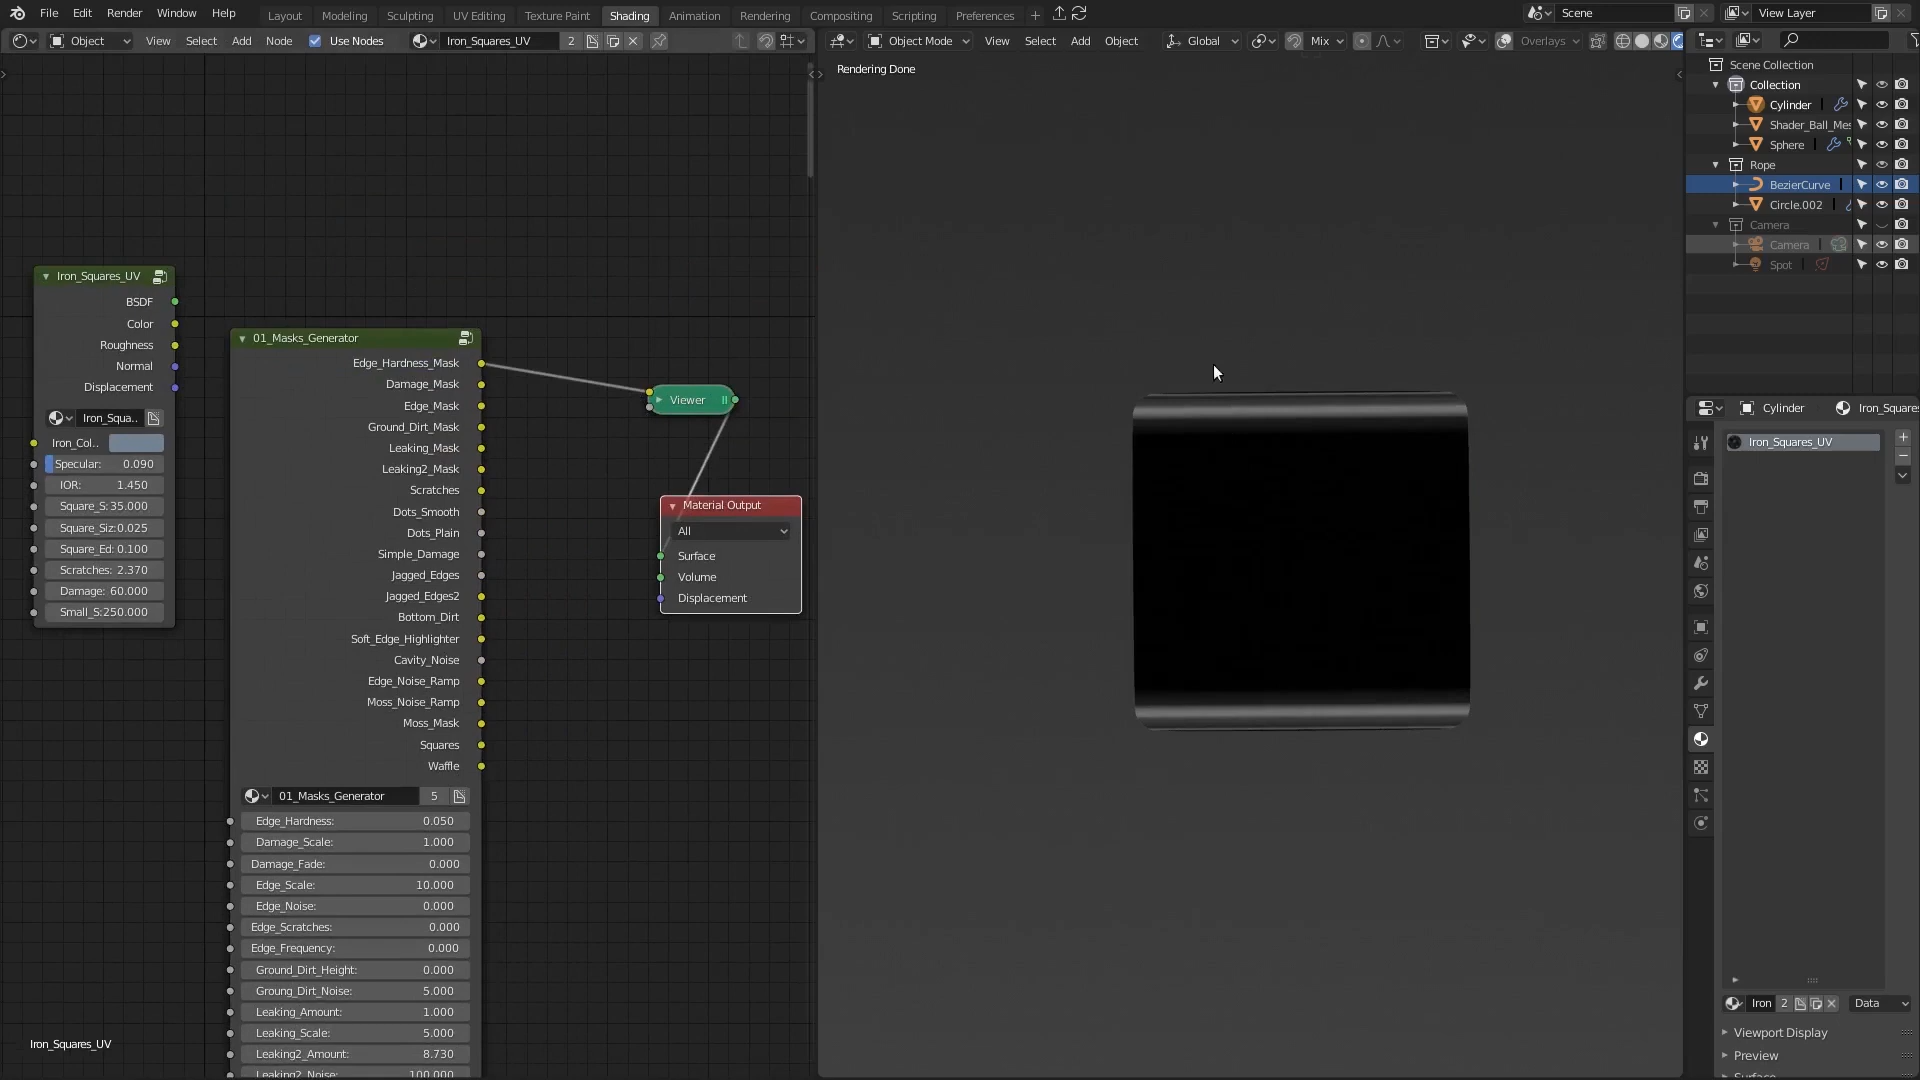 File Edit Render Window Help Layout Modeling Sculpting UV Editing Texture Paint Shading Animation Rendering Compositing Scripting Preferences + Scene View Layer
Object View Select Add Node Use Nodes Iron_Squares_UV 2 Object Mode View Select Add Object Global Mix Overlays
Rendering Done
Scene Collection
Collection
Cylinder
Shader_Ball_Mes
Sphere
Rope
BezierCurve
Circle.002
Camera
Camera
Spot
Iron_Squares_UV
BSDF
Color
Roughness
Normal
Displacement
Iron_Squa..
Iron_Col..
Specular: 0.090
IOR: 1.450
Square_S:35.000
Square_Siz:0.025
Square_Ed: 0.100
Scratches: 2.370
Damage: 60.000
Small_S:250.000
01_Masks_Generator
Edge_Hardness_Mask
Damage_Mask
Edge_Mask
Ground_Dirt_Mask
Leaking_Mask
Leaking2_Mask
Scratches
Dots_Smooth
Dots_Plain
Simple_Damage
Jagged_Edges
Jagged_Edges2
Bottom_Dirt
Soft_Edge_Highlighter
Cavity_Noise
Edge_Noise_Ramp
Moss_Noise_Ramp
Moss_Mask
Squares
Waffle
01_Masks_Generator 5
Edge_Hardness: 0.050
Damage_Scale: 1.000
Damage_Fade: 0.000
Edge_Scale: 10.000
Edge_Noise: 0.000
Edge_Scratches: 0.000
Edge_Frequency: 0.000
Ground_Dirt_Height: 0.000
Groung_Dirt_Noise: 5.000
Leaking_Amount: 1.000
Leaking_Scale: 5.000
Leaking2_Amount: 8.730
Leaking2_Noise: 100.000
Viewer
Material Output
All
Surface
Volume
Displacement
Iron_Squares_UV
Cylinder Iron_Square
Iron_Squares_UV
Iron 2 Data
Viewport Display
Preview
Surface